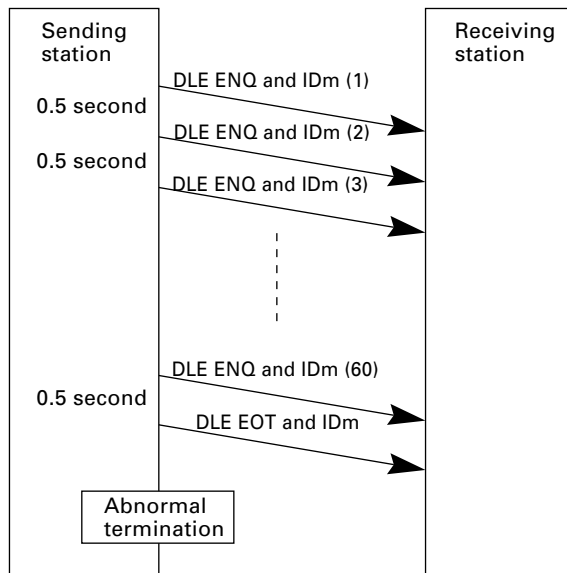 Sending
station
Receiving
station
DLE ENQ and IDm (1)
0.5 second
DLE ENQ and IDm (2)
0.5 second
DLE ENQ and IDm (3)
DLE ENQ and IDm (60)
0.5 second
DLE EOT and IDm
Abnormal
termination